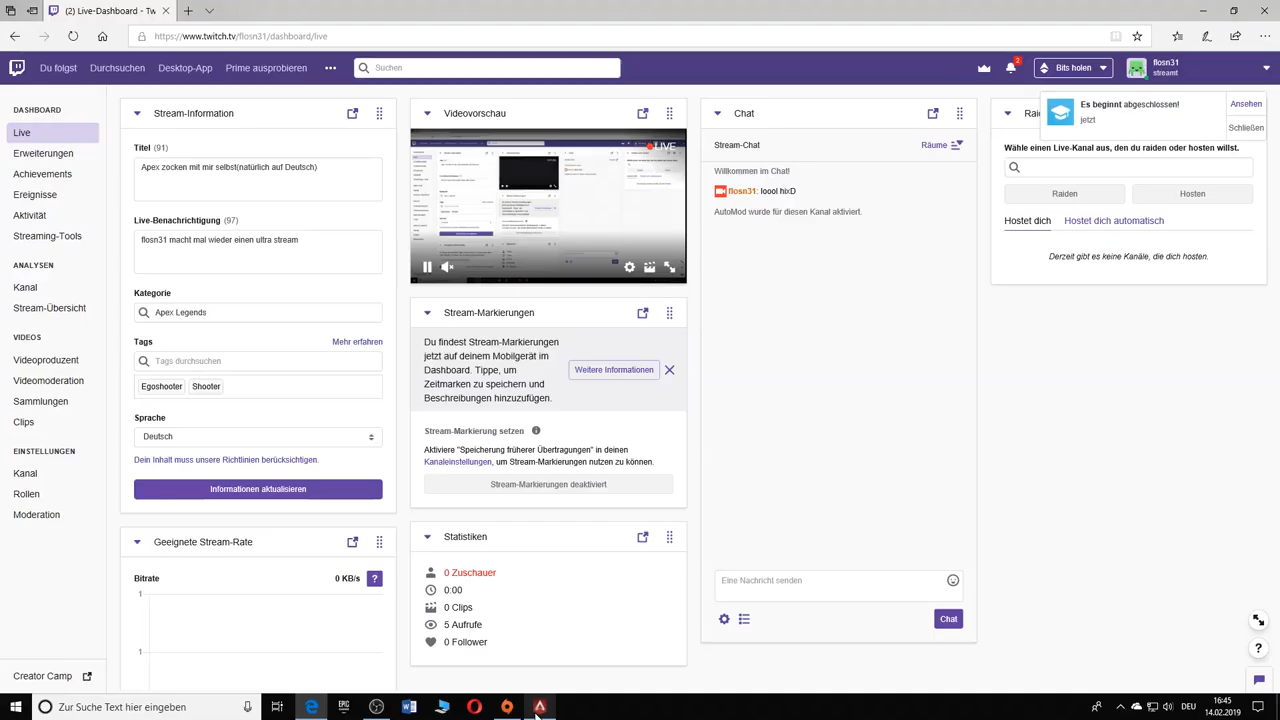 (2) Live-Dashboard - Tw
https://www.twitch.tv/flosn31/dashboard/live
Du folgst
Durchsuchen
Desktop-App
Prime ausprobieren
Suchen
2
Bits holen
flosn31
streamt
DASHBOARD
Live
Erweiterungen
Achievements
Ereignisse
Aktivität
Streaming-Tools
ANALYSEN
Kanal
Stream-Übersicht
VIDEOS
Videoproduzent
Videomoderation
Sammlungen
Clips
EINSTELLUNGEN
Kanal
Rollen
Moderation
Creator Camp
Stream-Information
Titel (91)
ocken mit mir selbst(natürlich auf Deutsch)
Live-Benachrichtigung (97)
flosn31 macht mal wieder einen ultra stream
Kategorie
Apex Legends
Tags
Mehr erfahren
Tags durchsuchen
Egoshooter
Shooter
Sprache
Deutsch
Dein Inhalt muss unsere Richtlinien berücksichtigen.
Informationen aktualisieren
Geeignete Stream-Rate
Bitrate
0 KB/s
?
1
1
Videovorschau
LIVE
Stream-Markierungen
Du findest Stream-Markierungen
jetzt auf deinem Mobilgerät im
Dashboard. Tippe, um
Zeitmarken zu speichern und
Beschreibungen hinzuzufügen.
Weitere Informationen
Stream-Markierung setzen
Aktiviere "Speicherung früherer Übertragungen" in deinen
Kanaleinstellungen, um Stream-Markierungen nutzen zu können.
Stream-Markierungen deaktiviert
Statistiken
0 Zuschauer
0:00
0 Clips
5 Aufrufe
0 Follower
Chat
Stream-Chat
Räume
Willkommen im Chat!
flosn31: loool hixD
AutoMod wurde für diesen Kanal aktiviert.
Eine Nachricht senden
Chat
Es beginnt abgeschlossen!
jetzt
Ansehen
Schließen
Wähle einen Live-Kanal aus, den du raiden oder hosten willst.
Raiden
Hosten
Hostet dich
Hostet dich automatisch
Derzeit gibt es keine Kanäle, die dich hosten.
?
Zur Suche Text hier eingeben
EPIC
DEU
16:45
14.02.2019